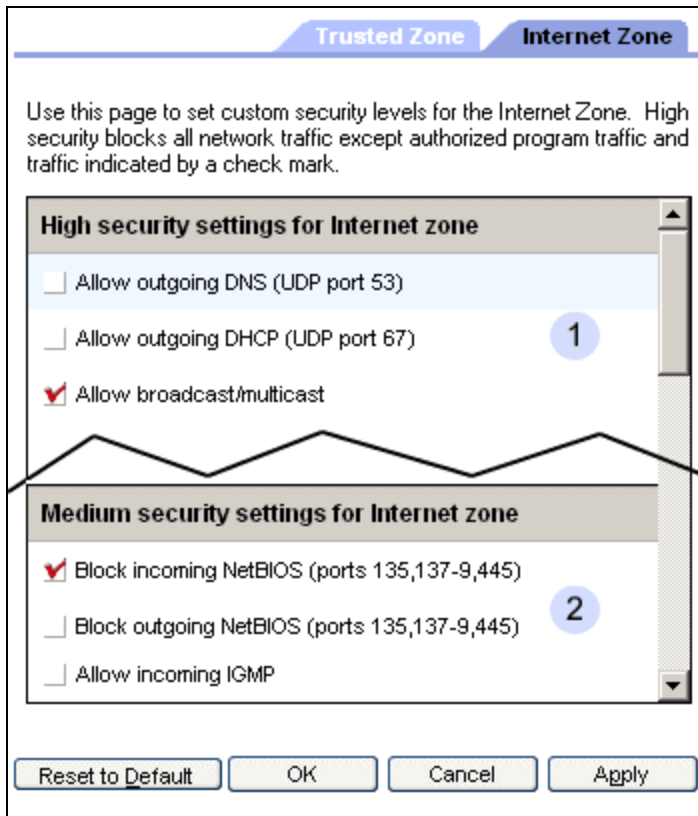 Trusted Zone
Internet Zone
Use this page to set custom security levels for the Internet Zone. High
security blocks all network traffic except authorized program traffic and
traffic indicated by a check mark.
High security settings for Internet zone
Allow outgoing DNS (UDP port 53)
Allow outgoing DHCP (UDP port 67)
1
Allow broadcast/multicast
Medium security settings for Internet zone
Block incoming NetBIOS (ports 135,137-9,445)
2
Block outgoing NetBIOS (ports 135,137-9,445)
Allow incoming IGMP
Reset to Default
OK
Cancel
Apply